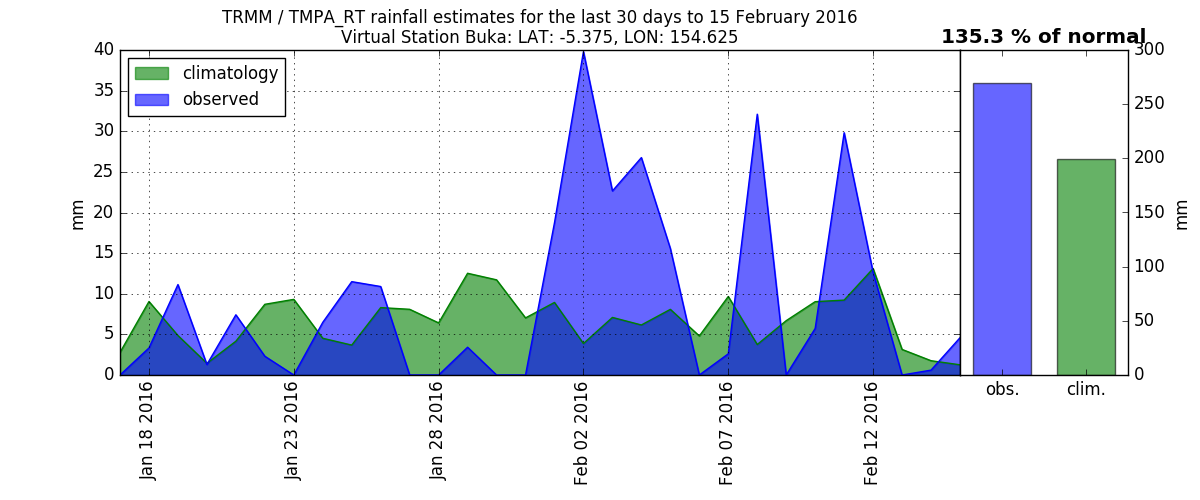 TRMM / TMPA_RT rainfall estimates for the last 30 days to 15 February 2016
Virtual Station Buka: LAT: -5.375, LON: 154.625
135.3 % of normal
climatology
observed
40
35
30
25
20
15
10
5
0
mm
Jan 18 2016
Jan 23 2016
Jan 28 2016
Feb 02 2016
Feb 07 2016
Feb 12 2016
300
250
200
150
100
50
0
mm
obs.
clim.